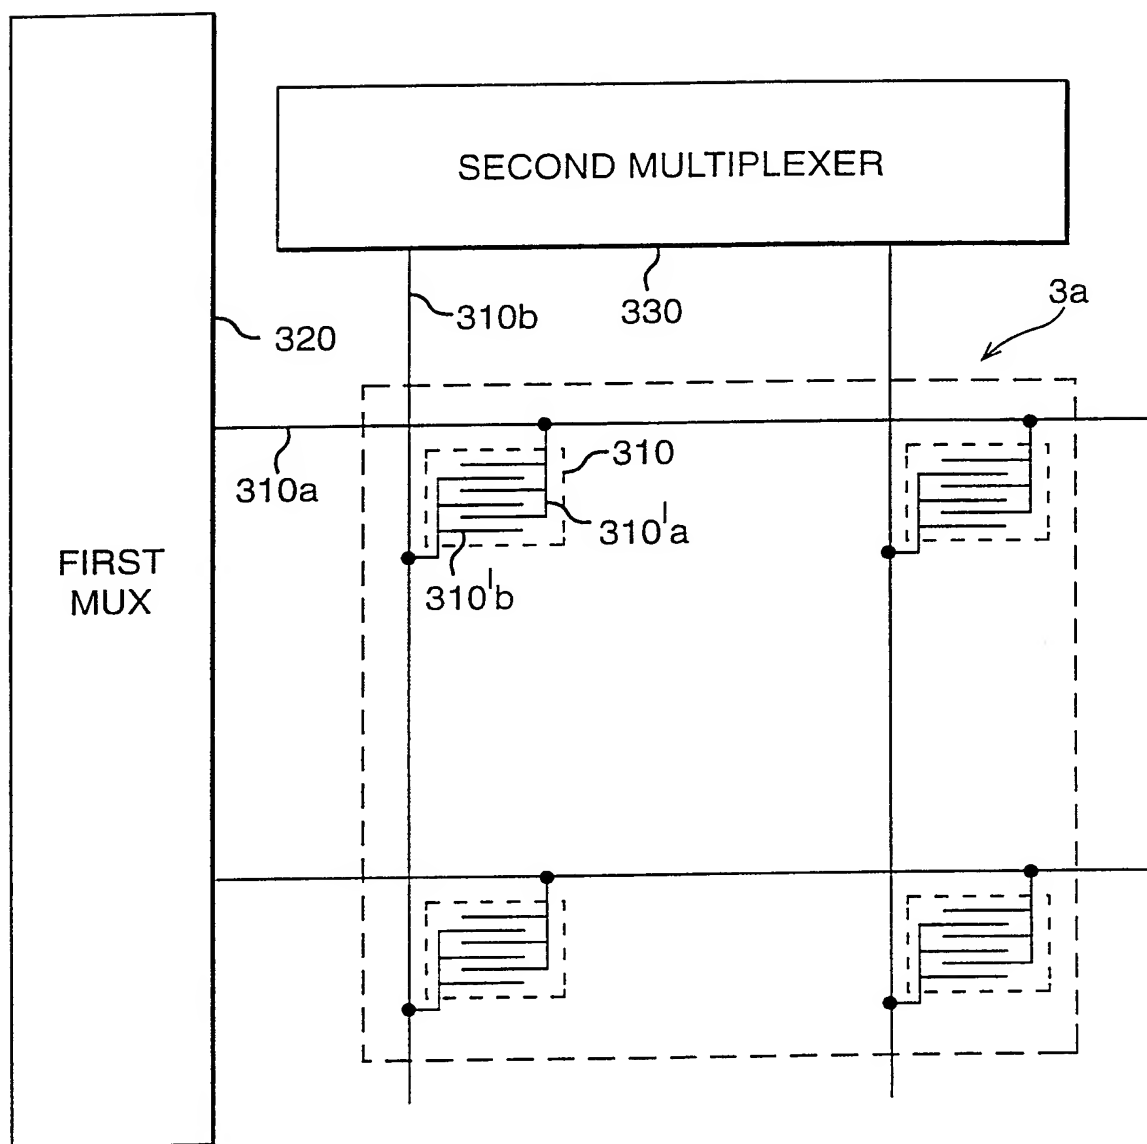 SECOND MULTIPLEXER
310b
330
3a
320
310a
310
310'a
310'b
FIRST
MUX